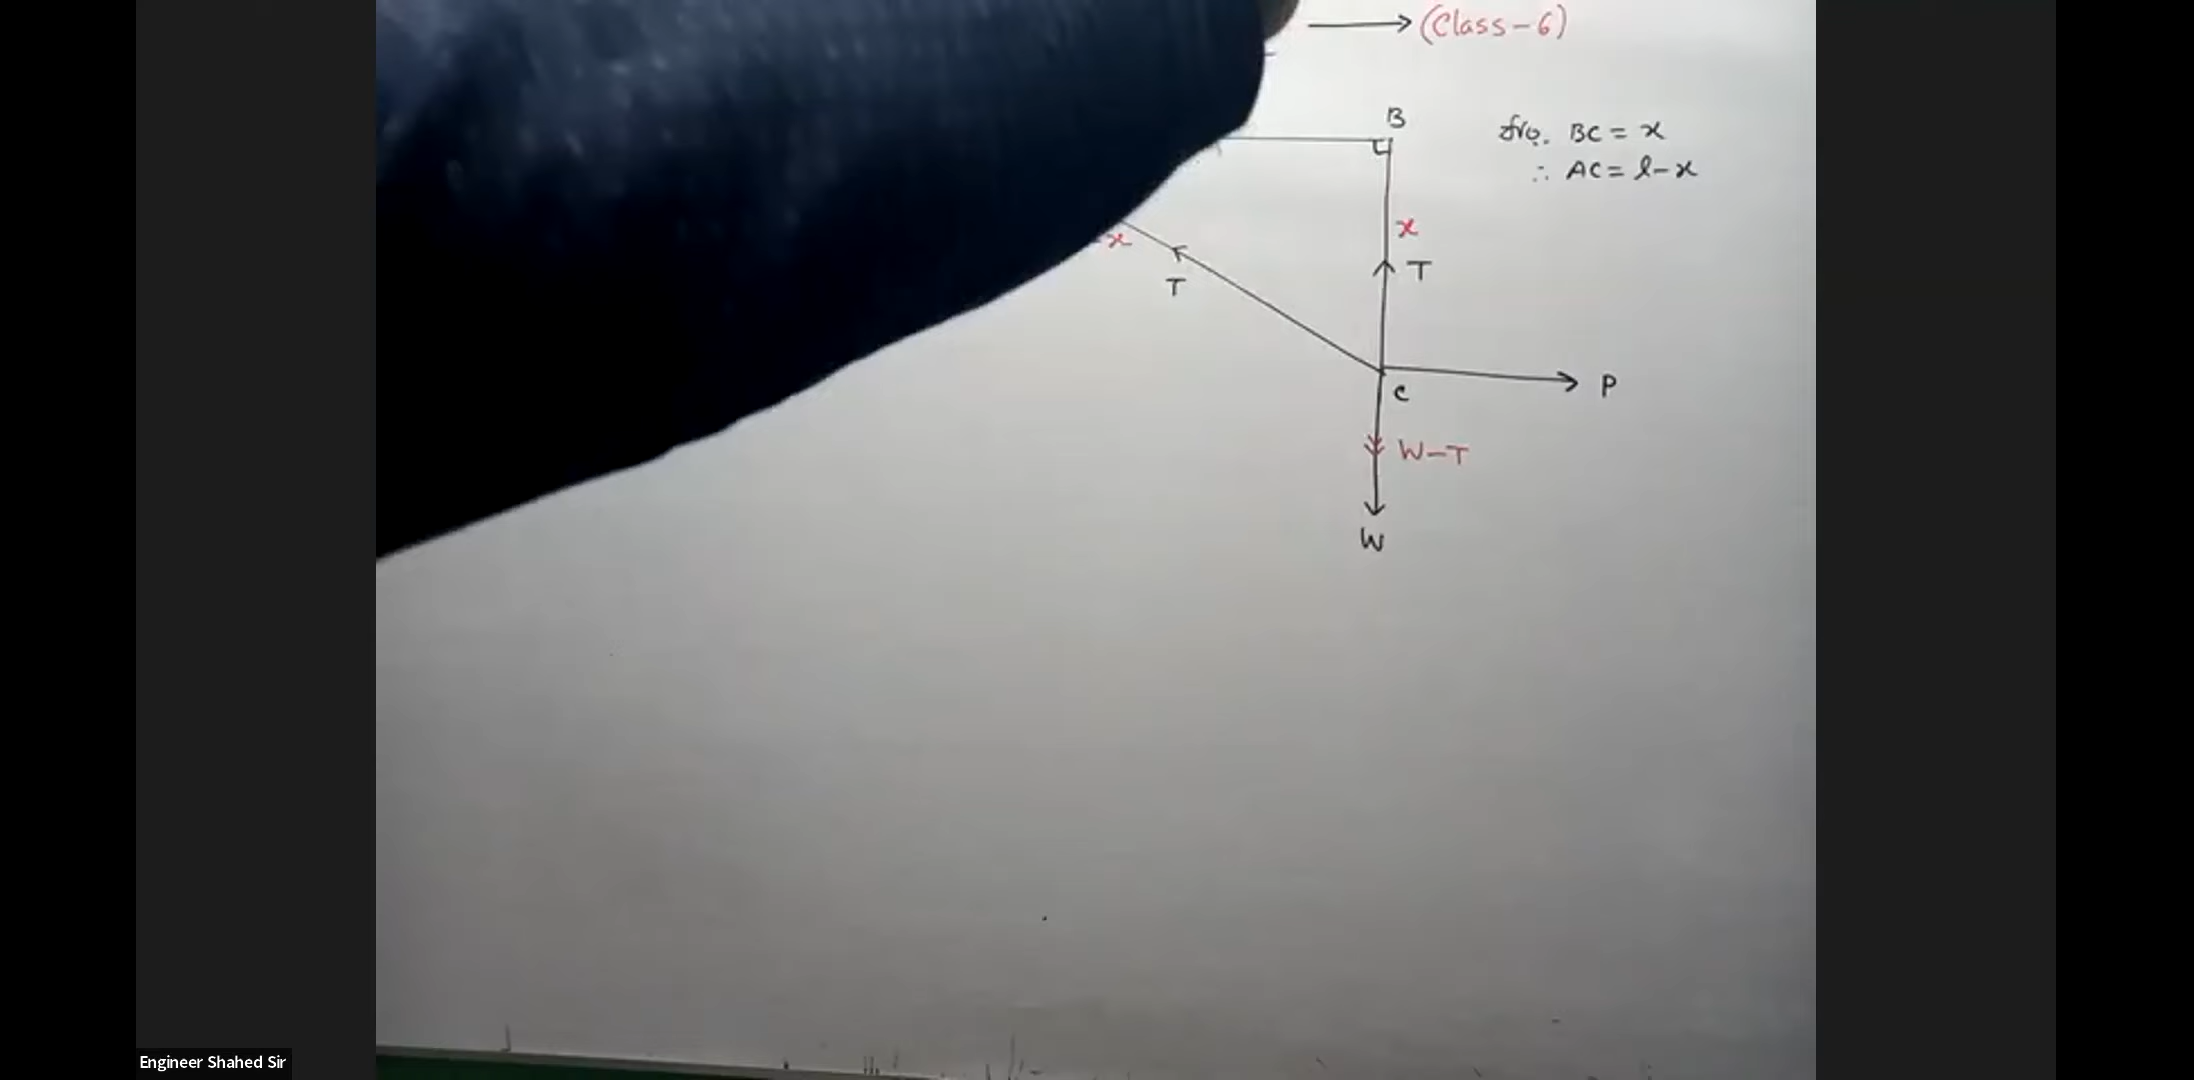 (Class-6)
B
ধরি, BC = x
∴ AC = l-x
x
T
x
T
C
P
W-T
W
Engineer Shahed Sir